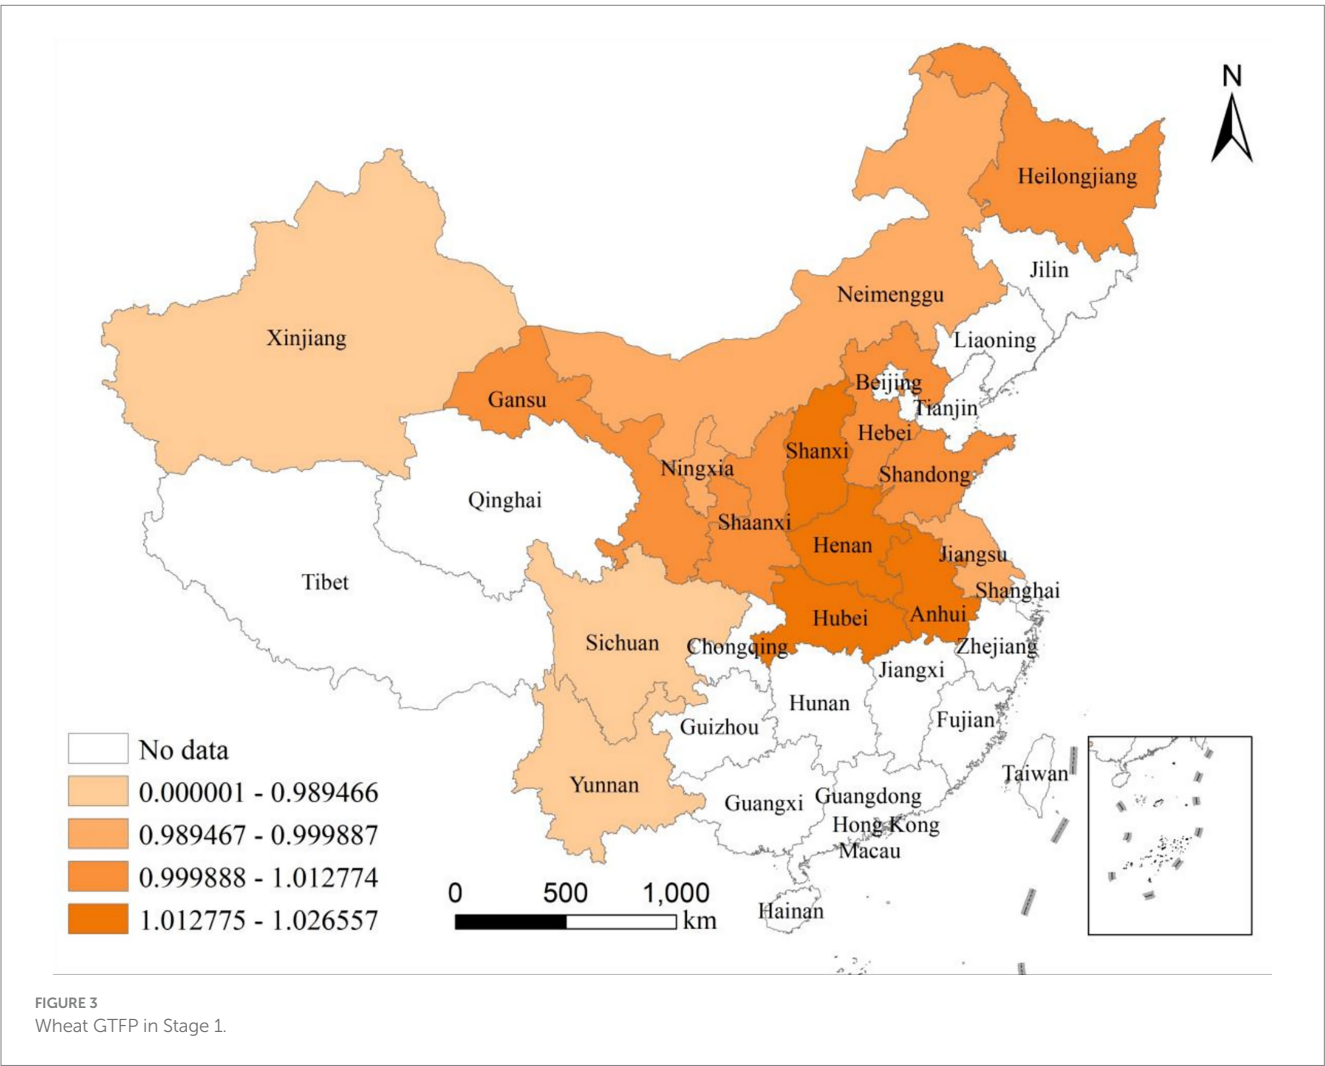 N
Heilongjiang
Jilin
Neimenggu
Xinjiang
Liaoning
Beijing
Gansu
Tianjin
Hebei
Shanxi
Ningxia
Shandong
Qinghai
Shaanxi
Henan
Jiangsu
Tibet
Shanghai
Hubei
Anhui
Sichuan
Chongqing
Zhejiang
Jiangxi
Hunan
Fujian
Guizhou
Taiwan
Yunnan
Guangxi
Guangdong
Hong Kong
Macau
Hainan
No data
0.000001 - 0.989466
0.989467 - 0.999887
0.999888 - 1.012774
1.012775 - 1.026557
0 500 1,000
km
FIGURE 3
Wheat GTFP in Stage 1.